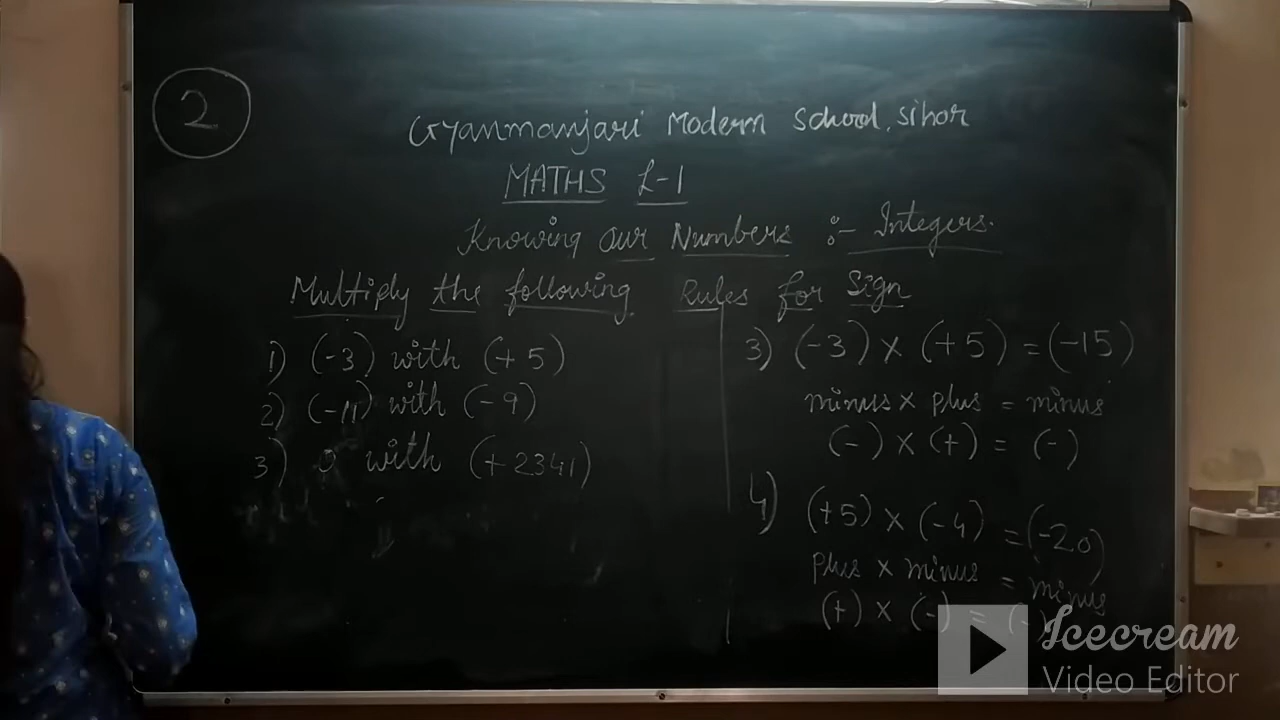 2
Gyanmanjari Modern School, Sihor
MATHS L-1
Knowing our Numbers :- Integers.
Multiply the following
1) (-3) with (+5)
2) (-11) with (-9)
3) 0 with (+2341)
Rules for Sign
3) (-3) × (+5) = (-15)
minus × plus = minus
(-) × (+) = (-)
4) (+5) × (-4) = (-20)
plus × minus = minus
(+) × (-) = (-)
Icecream
Video Editor